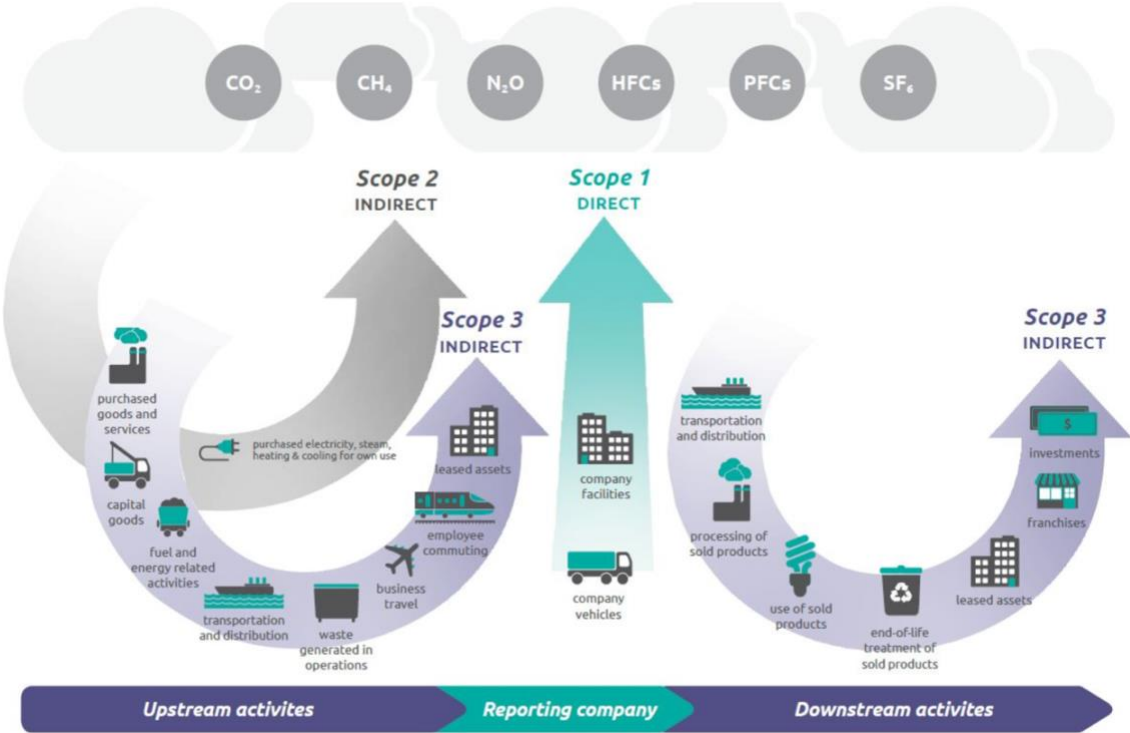 CO₂
CH₄
N₂O
HFCs
PFCs
SF₆
Scope 2
INDIRECT
Scope 1
DIRECT
Scope 3
INDIRECT
Scope 3
INDIRECT
purchased
goods and
services
capital
goods
fuel and
energy related
activities
purchased electricity, steam,
heating & cooling for own use
transportation
and distribution
waste
generated in
operations
business
travel
employee
commuting
leased assets
company
facilities
company
vehicles
transportation
and distribution
processing of
sold products
use of sold
products
end-of-life
treatment of
sold products
leased assets
franchises
$
investments
Upstream activites
Reporting company
Downstream activites